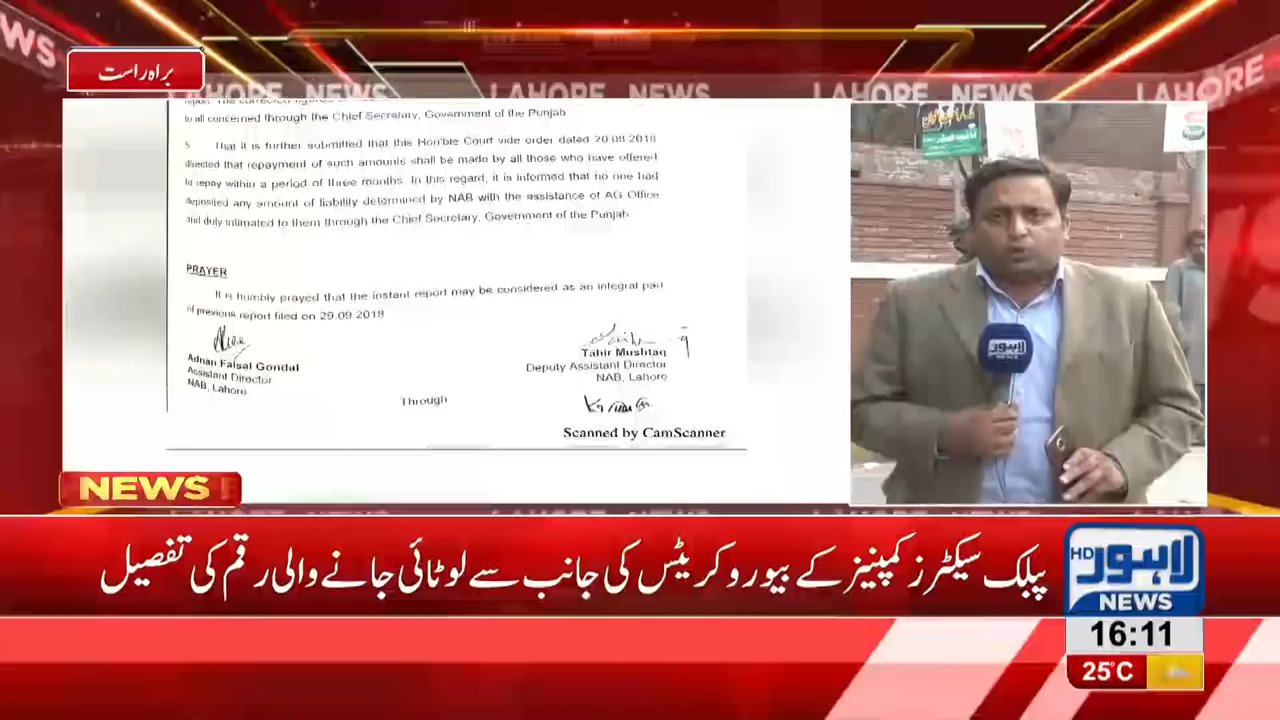 براہ راست
LAHORE NEWS
to all concerned through the Chief Secretary, Government of the Punjab
5. That it is further submitted that this Hon'ble Court vide order dated 20.08.2018
directed that repayment of such amounts shall be made by all those who have offered
to repay within a period of three months. In this regard, it is informed that no one had
deposited any amount of liability determined by NAB with the assistance of AG Office
and duly intimated to them through the Chief Secretary, Government of the Punjab
PRAYER
It is humbly prayed that the instant report may be considered as an integral part
of previous report filed on 29.09.2018
Adnan Faisal Gondal
Assistant Director
NAB, Lahore
Tahir Mushtaq
Deputy Assistant Director
NAB, Lahore
Through
Scanned by CamScanner
لاہور
NEWS
NEWS
پبلک سیکٹرز کمپنیز کے بیوروکریٹس کی جانب سے لوٹائی جانے والی رقم کی تفصیل
HD
لاہور
NEWS
16:11
25°C